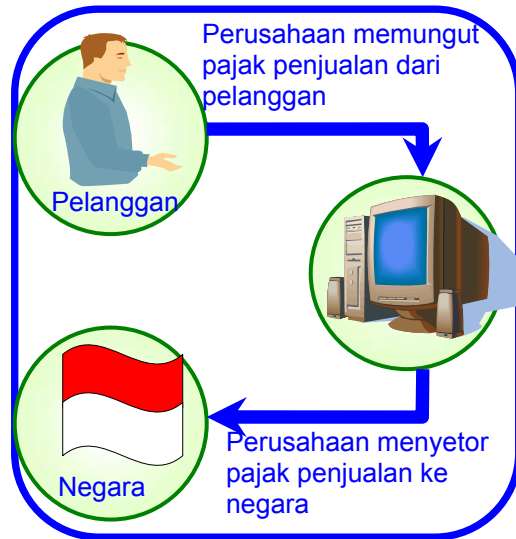 Perusahaan memungut
pajak penjualan dari
pelanggan
Pelanggan
Perusahaan menyetor
pajak penjualan ke
negara
Negara